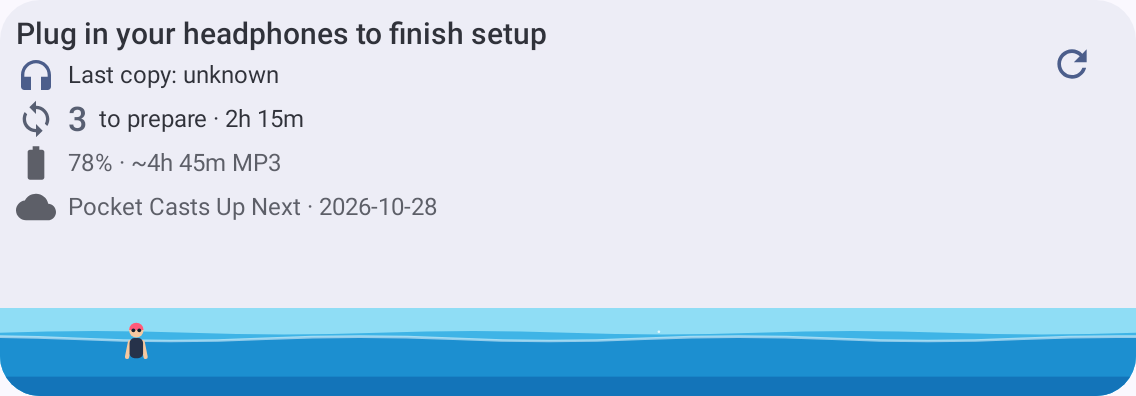 Plug in your headphones to finish setup
Last copy: unknown
3 to prepare · 2h 15m
78% · ~4h 45m MP3
Pocket Casts Up Next · 2026-10-28